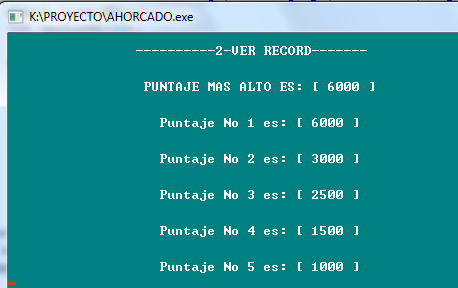 K:\PROYECTO\AHORCADO.exe
----------2-VER RECORD-------
PUNTAJE MAS ALTO ES: [ 6000 ]
Puntaje No 1 es: [ 6000 ]
Puntaje No 2 es: [ 3000 ]
Puntaje No 3 es: [ 2500 ]
Puntaje No 4 es: [ 1500 ]
Puntaje No 5 es: [ 1000 ]